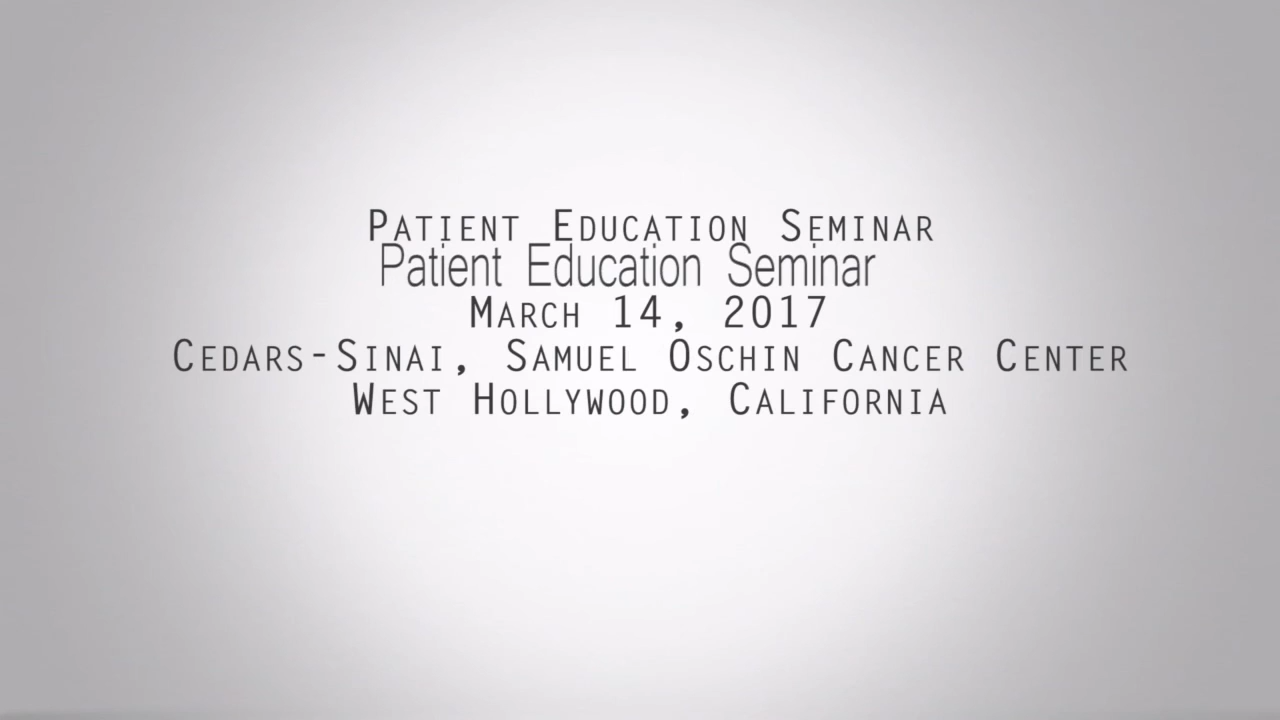 Patient Education Seminar
Patient Education Seminar
March 14, 2017
Cedars-Sinai, Samuel Oschin Cancer Center
West Hollywood, California